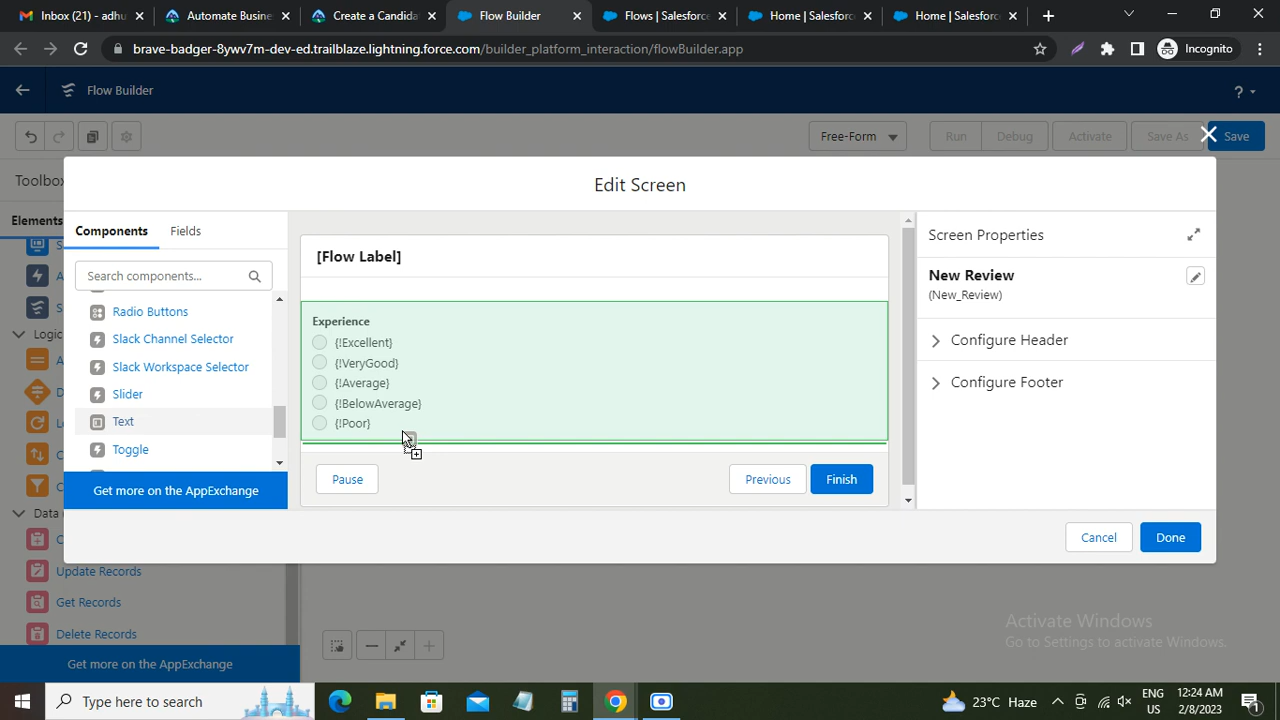 Inbox (21) - adhu
Automate Busine
Create a Candida
Flow Builder
Flows | Salesforce
Home | Salesforc
Home | Salesforc
brave-badger-8ywv7m-dev-ed.trailblaze.lightning.force.com/builder_platform_interaction/flowBuilder.app
Incognito
Flow Builder
?
Free-Form
Run
Debug
Activate
Save As
Save
Toolbox
Edit Screen
Elements
Components
Fields
Search components...
Radio Buttons
Slack Channel Selector
Slack Workspace Selector
Slider
Text
Toggle
Get more on the AppExchange
Logic
Data
Update Records
Get Records
Delete Records
Get more on the AppExchange
[Flow Label]
Experience
{!Excellent}
{!VeryGood}
{!Average}
{!BelowAverage}
{!Poor}
Pause
Previous
Finish
Screen Properties
New Review
(New_Review)
Configure Header
Configure Footer
Cancel
Done
Activate Windows
Go to Settings to activate Windows.
Type here to search
23°C Haze
ENG
US
12:24 AM
2/8/2023
1